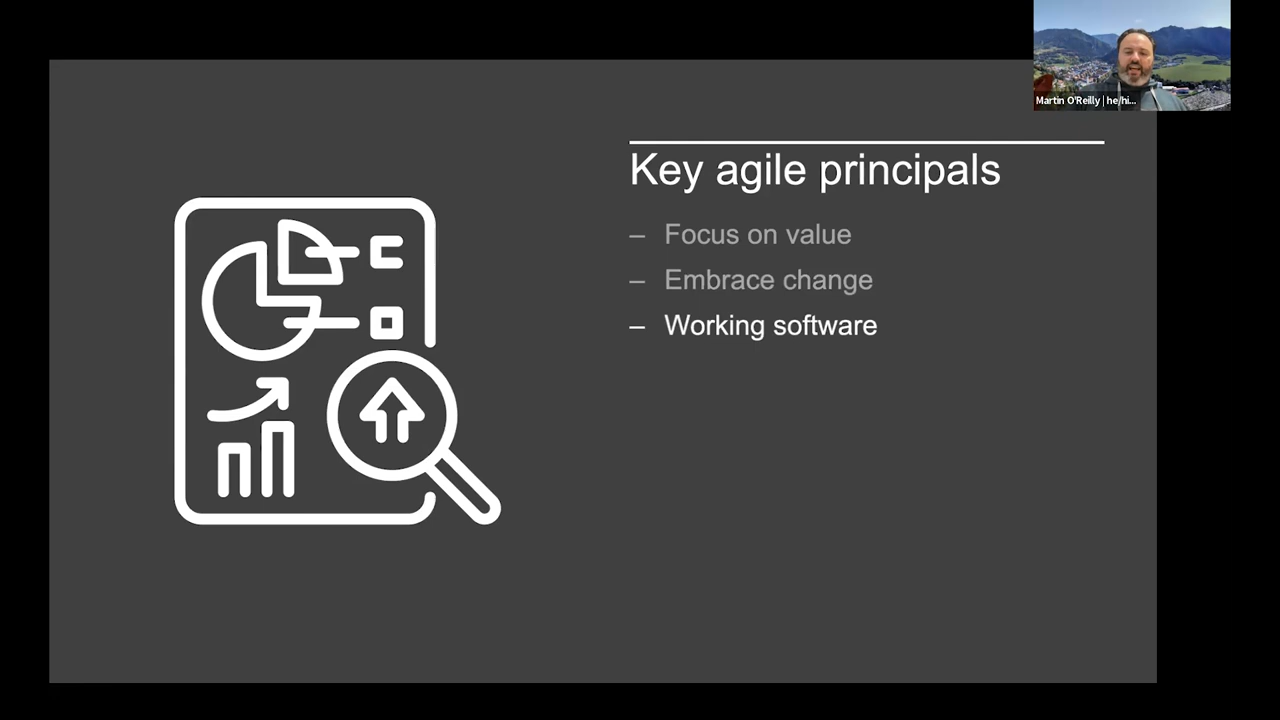 Martin O'Reilly | he/hi...
Key agile principals
– Focus on value
– Embrace change
– Working software